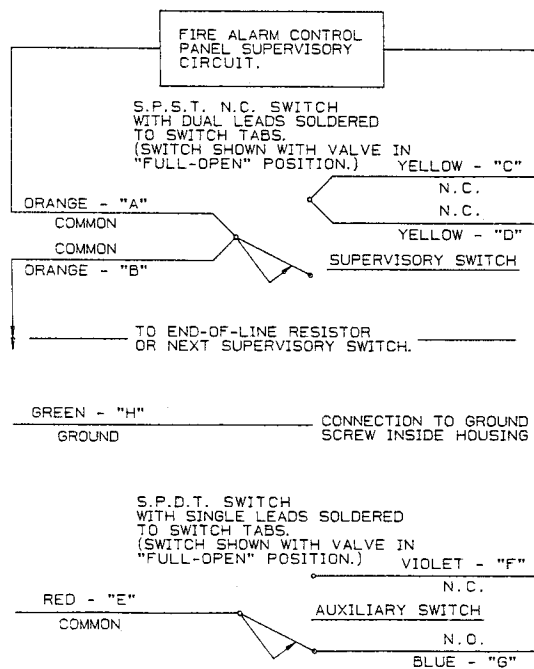 FIRE ALARM CONTROL
PANEL SUPERVISORY
CIRCUIT.
S.P.S.T. N.C. SWITCH
WITH DUAL LEADS SOLDERED
TO SWITCH TABS.
(SWITCH SHOWN WITH VALVE IN
"FULL-OPEN" POSITION.)
YELLOW - "C"
N.C.
N.C.
YELLOW - "D"
ORANGE - "A"
COMMON
COMMON
ORANGE - "B"
SUPERVISORY SWITCH
TO END-OF-LINE RESISTOR
OR NEXT SUPERVISORY SWITCH.
GREEN - "H"
GROUND
CONNECTION TO GROUND
SCREW INSIDE HOUSING
S.P.D.T. SWITCH
WITH SINGLE LEADS SOLDERED
TO SWITCH TABS.
(SWITCH SHOWN WITH VALVE IN
"FULL-OPEN" POSITION.)
VIOLET - "F"
N.C.
RED - "E"
COMMON
AUXILIARY SWITCH
N.O.
BLUE - "G"